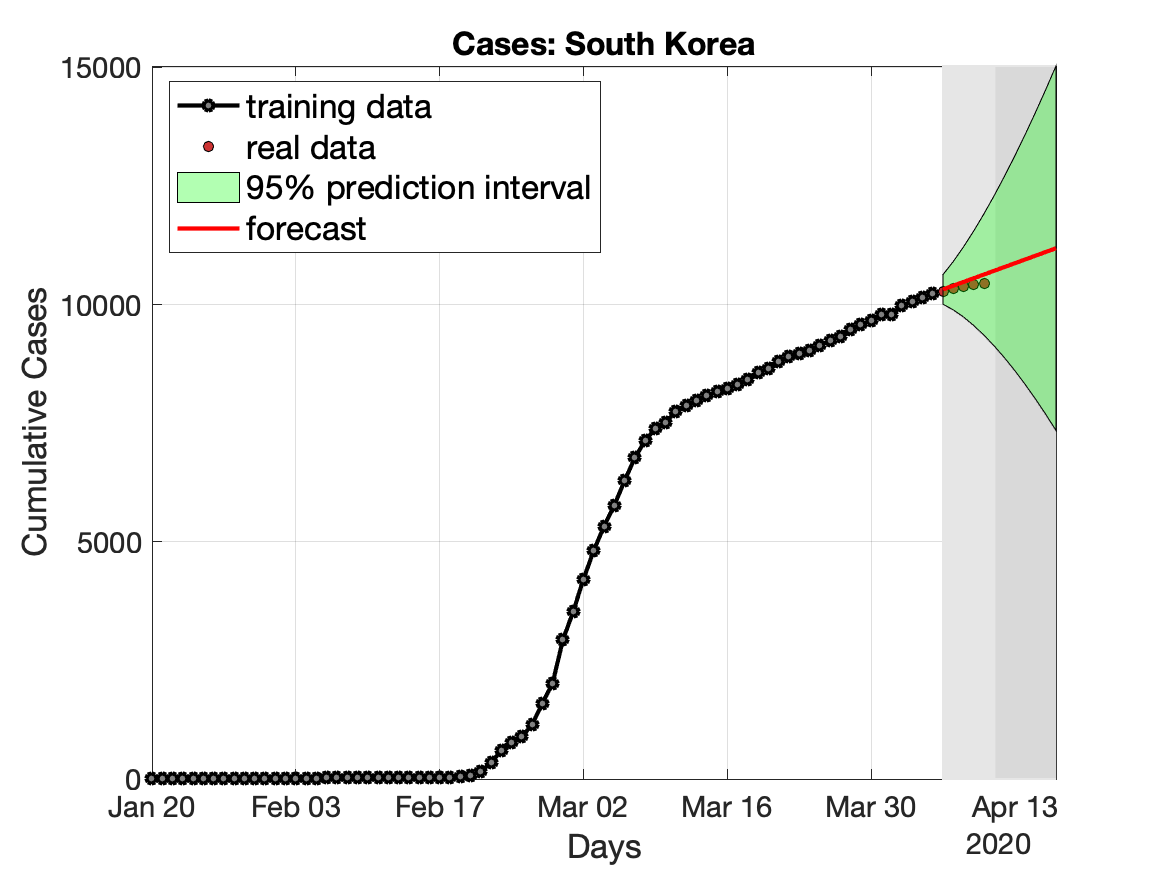 Cases: South Korea
15000
training data
real data
95% prediction interval
forecast
10000
Cumulative Cases
5000
0
Jan 20 Feb 03 Feb 17 Mar 02 Mar 16 Mar 30 Apr 13
Days
2020